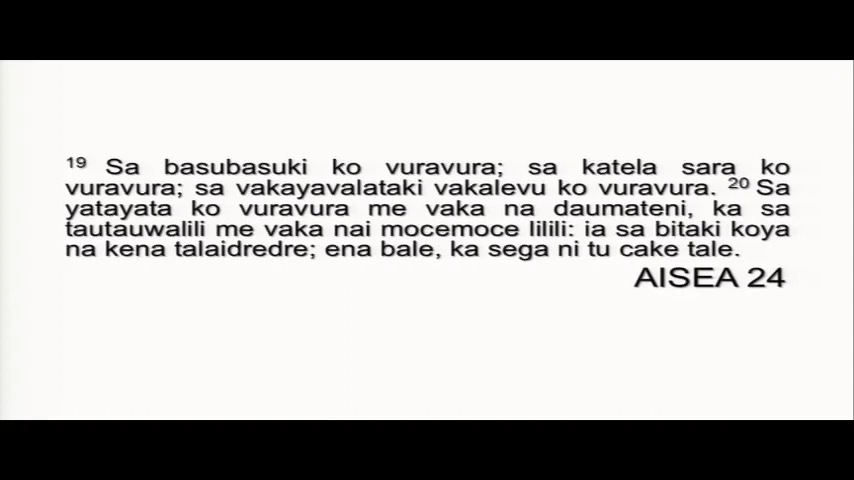 19 Sa basubasuki ko vuravura; sa katela sara ko
vuravura; sa vakayavalataki vakalevu ko vuravura. 20 Sa
yatayata ko vuravura me vaka na daumateni, ka sa
tautauwalili me vaka nai mocemoce lilili: ia sa bitaki koya
na kena talaidredre; ena bale, ka sega ni tu cake tale.
AISEA 24